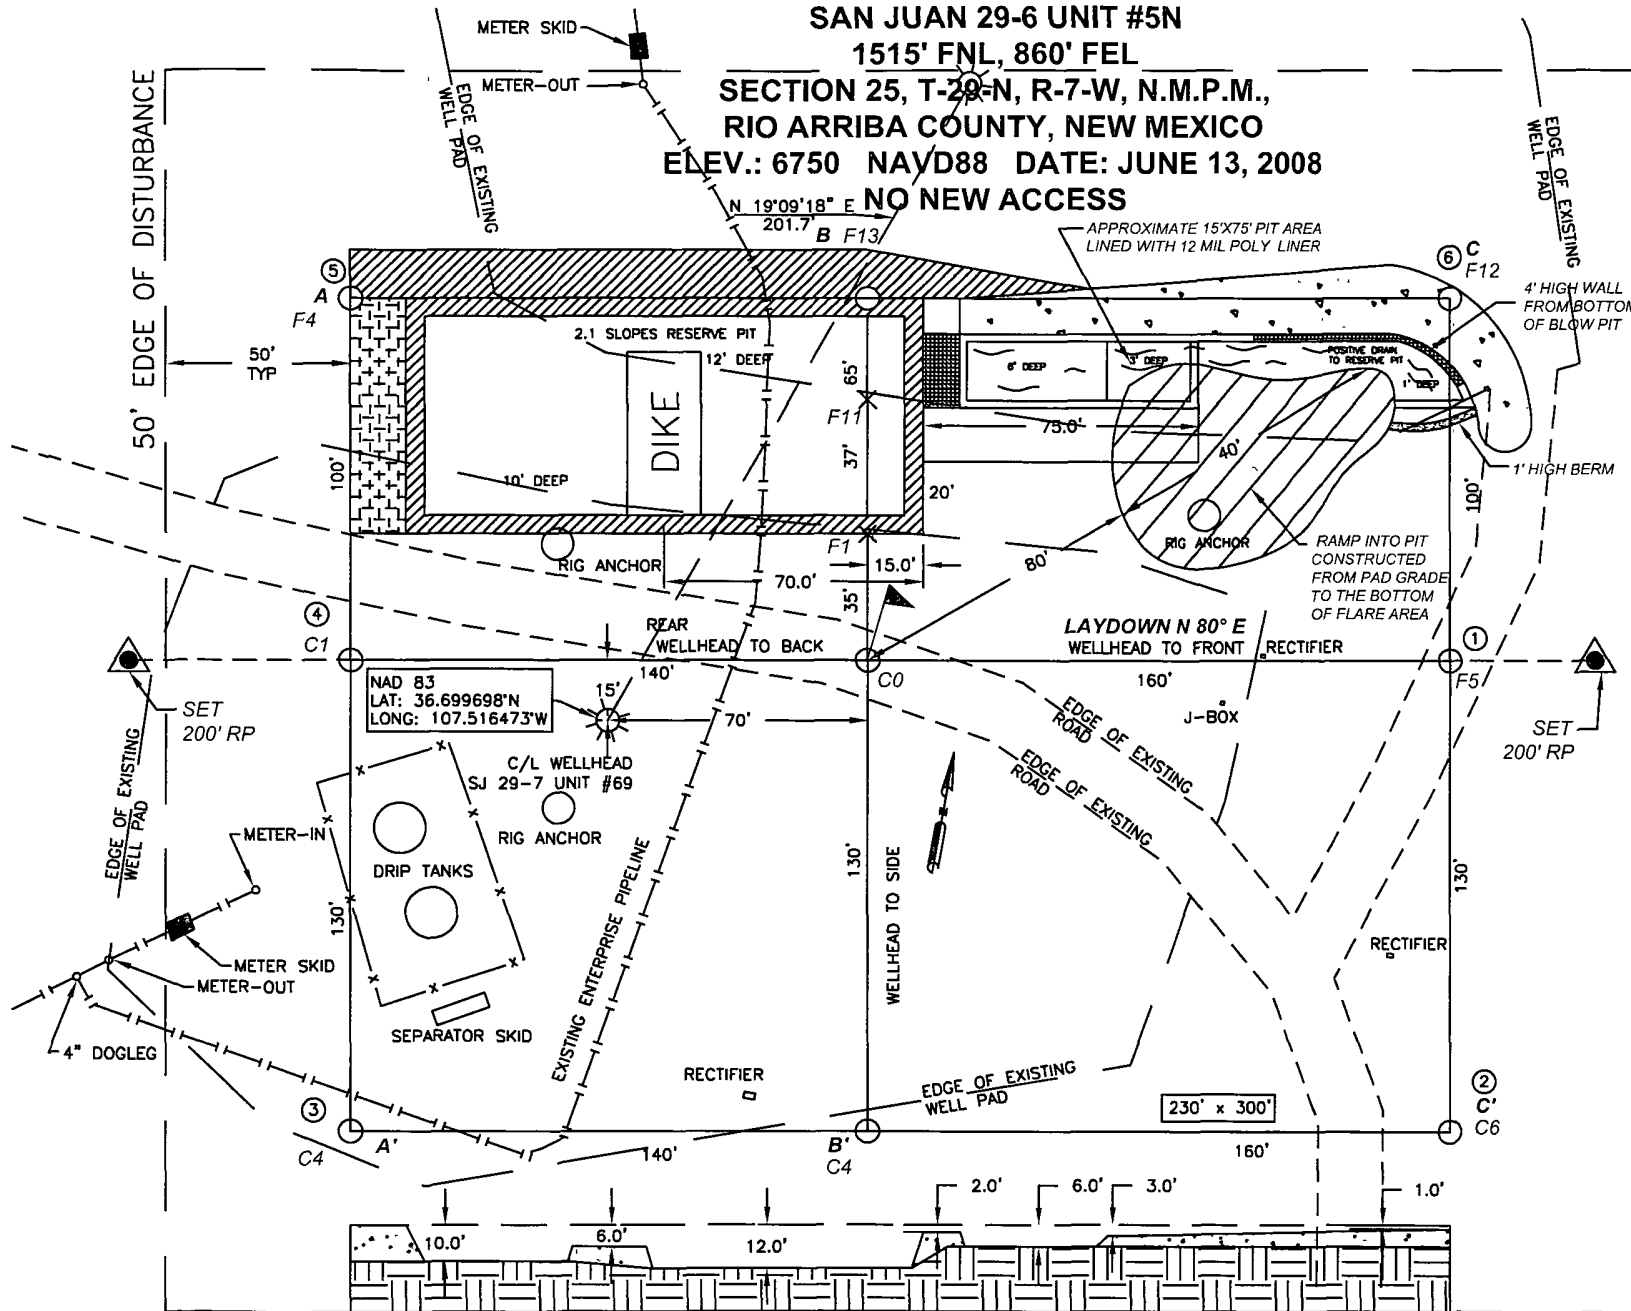 SAN JUAN 29-6 UNIT #5N
1515' FNL, 860' FEL
SECTION 25, T-29-N, R-7-W, N.M.P.M.,
RIO ARRIBA COUNTY, NEW MEXICO
ELEV.: 6750 NAVD88 DATE: JUNE 13, 2008
NO NEW ACCESS
METER SKID
METER-OUT
EDGE OF EXISTING
WELL PAD
EDGE OF EXISTING
WELL PAD
50' EDGE OF DISTURBANCE
N 19°09'18" E
201.7'
B F13
APPROXIMATE 15'X75' PIT AREA
LINED WITH 12 MIL POLY LINER
5
A
F4
6 C
F12
4' HIGH WALL
FROM BOTTOM
OF BLOW PIT
50'
TYP
2.1 SLOPES RESERVE PIT
12' DEEP
DIKE
10' DEEP
65'
F11
37'
6' DEEP
3' DEEP
POSITIVE DRAIN
TO RESERVE PIT
1' DEEP
75.0'
40'
1' HIGH BERM
100'
100'
20'
F1
15.0'
70.0'
35'
80'
RIG ANCHOR
RIG ANCHOR
RAMP INTO PIT
CONSTRUCTED
FROM PAD GRADE
TO THE BOTTOM
OF FLARE AREA
4
C1
REAR
WELLHEAD TO BACK
140'
C0
LAYDOWN N 80° E
WELLHEAD TO FRONT
RECTIFIER
160'
1
F5
SET
200' RP
SET
200' RP
NAD 83
LAT: 36.699698°N
LONG: 107.516473°W
15'
70'
J-BOX
C/L WELLHEAD
SJ 29-7 UNIT #69
EDGE OF EXISTING
ROAD
EDGE OF EXISTING
ROAD
EDGE OF EXISTING
WELL PAD
METER-IN
RIG ANCHOR
DRIP TANKS
130'
130'
WELLHEAD TO SIDE
130'
EXISTING ENTERPRISE PIPELINE
RECTIFIER
METER SKID
METER-OUT
SEPARATOR SKID
4" DOGLEG
RECTIFIER
EDGE OF EXISTING
WELL PAD
230' x 300'
3
A'
C4
140'
B'
C4
160'
2
C'
C6
10.0'
6.0'
12.0'
2.0'
6.0'
3.0'
1.0'